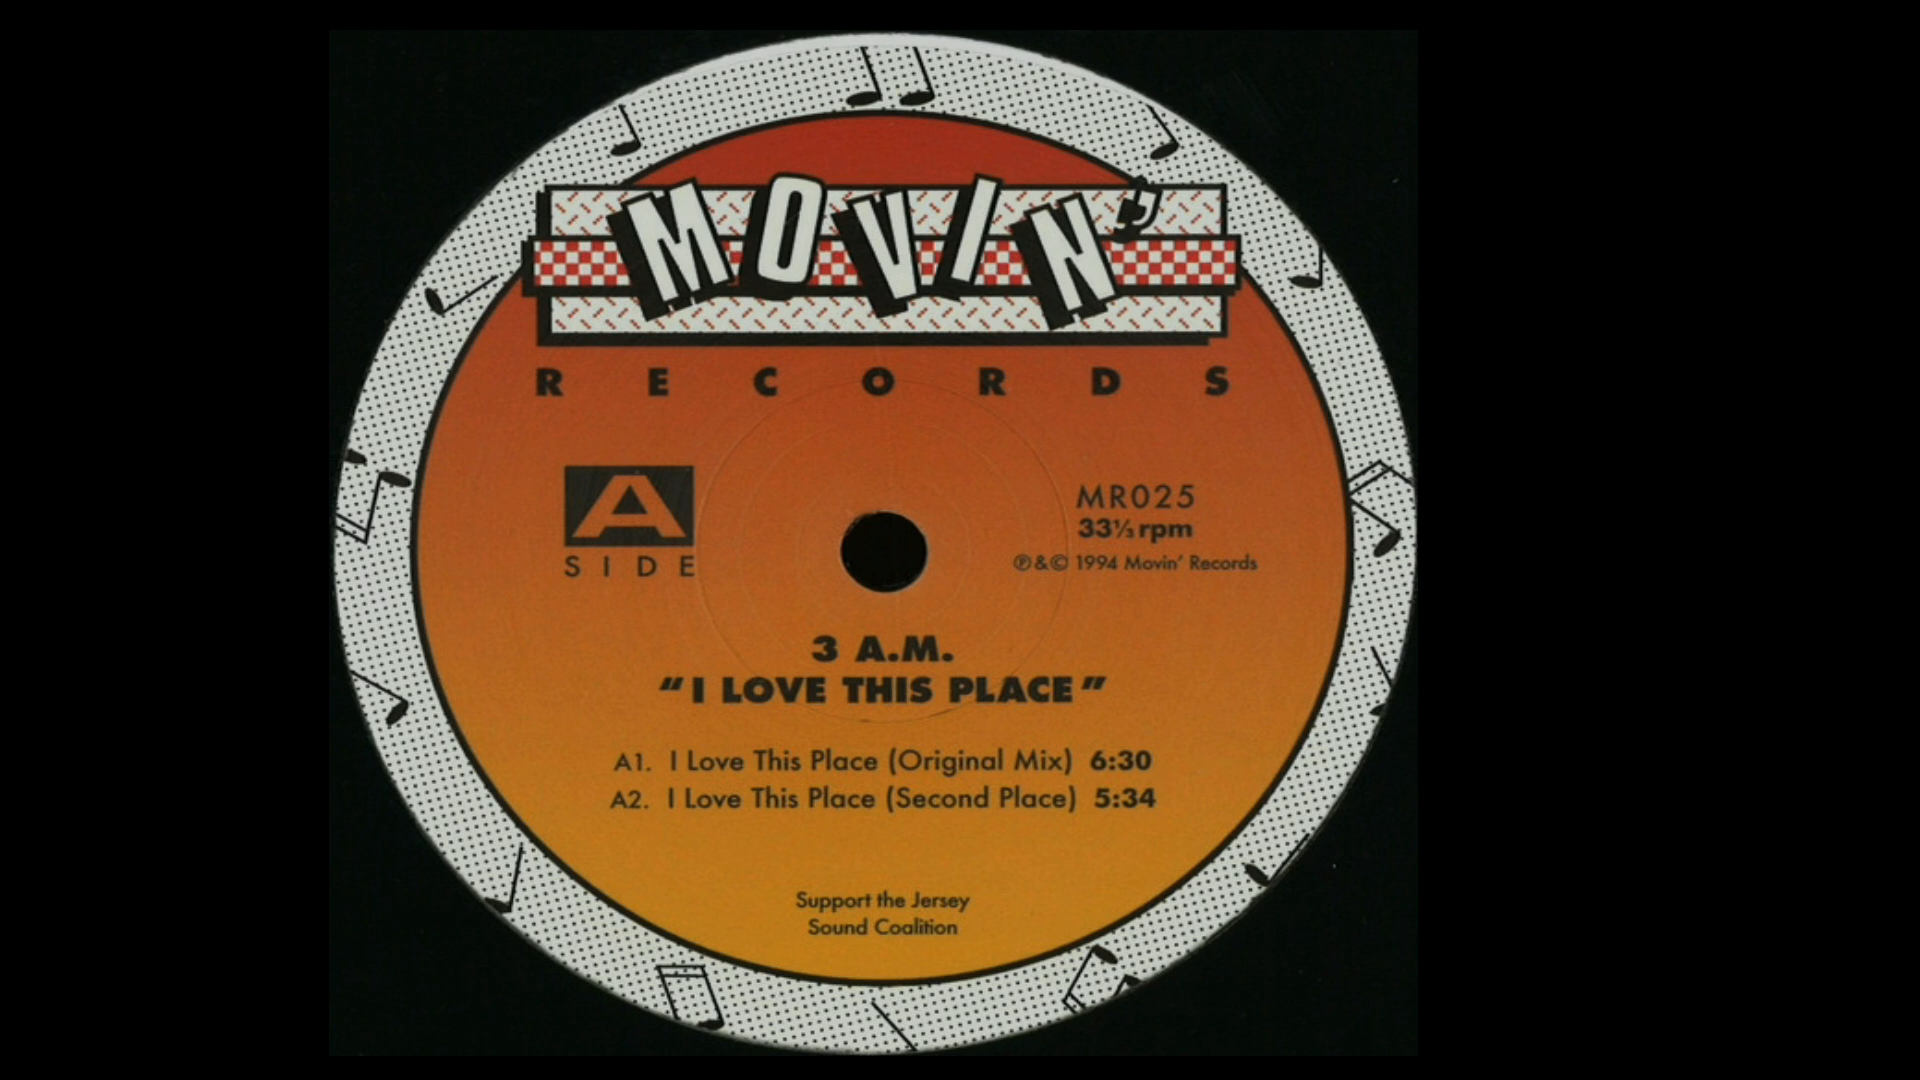 MOVIN'
RECORDS
A
SIDE
MR025
33⅓ rpm
℗&© 1994 Movin' Records
3 A.M.
"I LOVE THIS PLACE"
A1. I Love This Place (Original Mix) 6:30
A2. I Love This Place (Second Place) 5:34
Support the Jersey
Sound Coalition